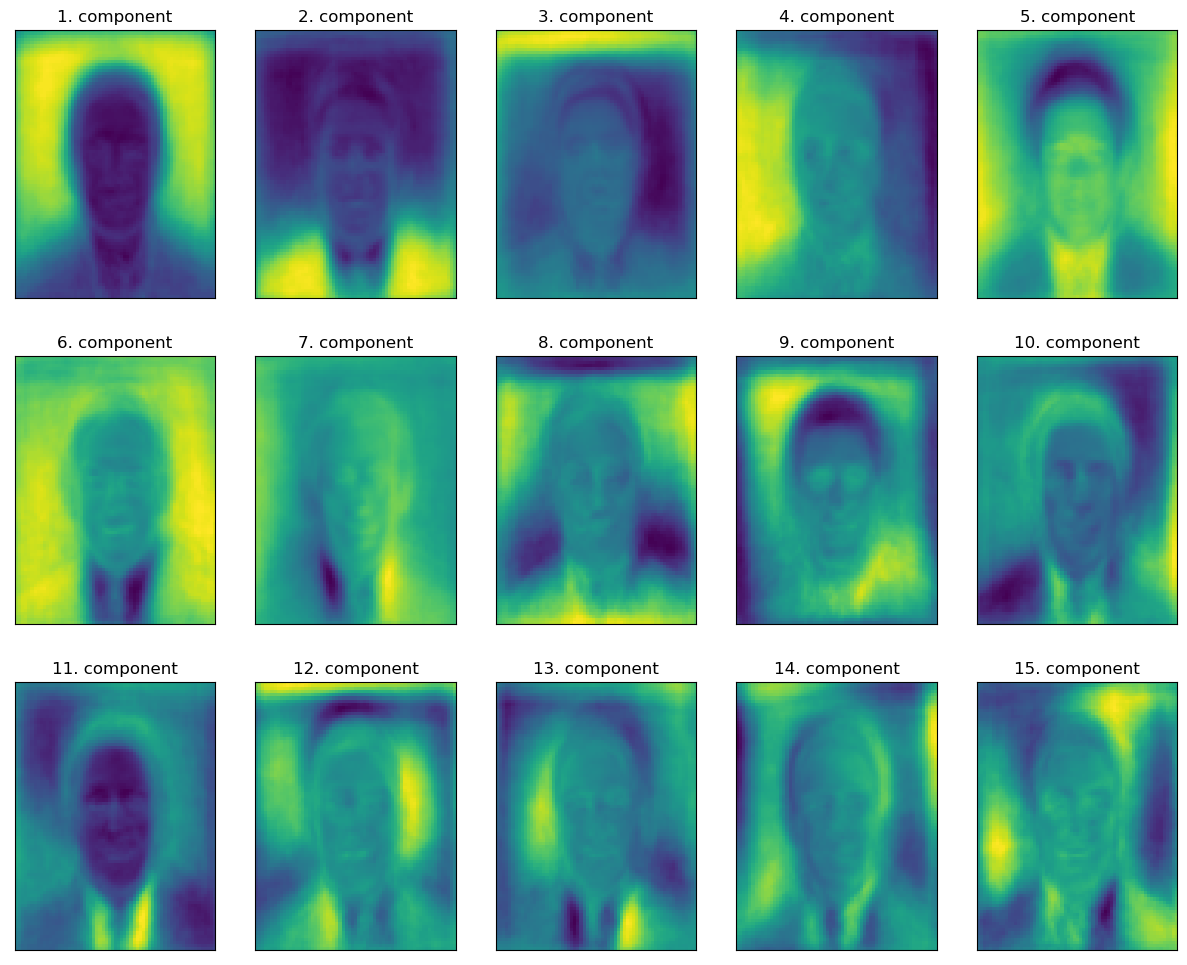 1. component
2. component
3. component
4. component
5. component
6. component
7. component
8. component
9. component
10. component
11. component
12. component
13. component
14. component
15. component